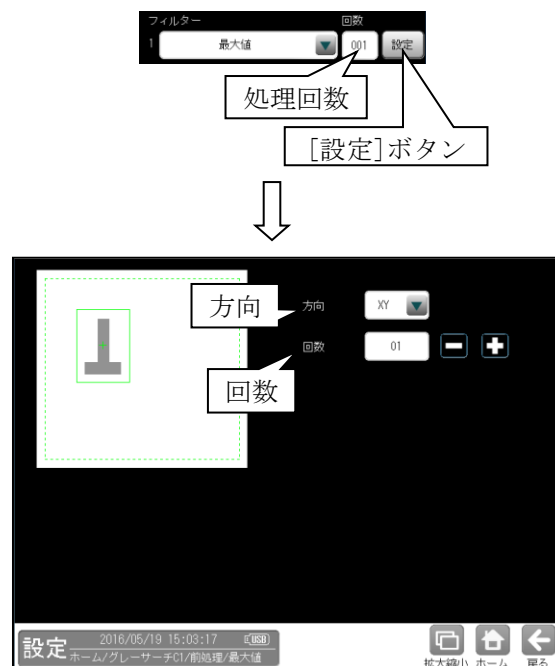 フィルター 回数
1 最大値 001 設定
処理回数
[設定]ボタン
方向 方向 XY
回数 01
回数
設定 2016/05/19 15:03:17 USB
ホーム/グレーサーチC1/前処理/最大値
拡大縮小 ホーム 戻る